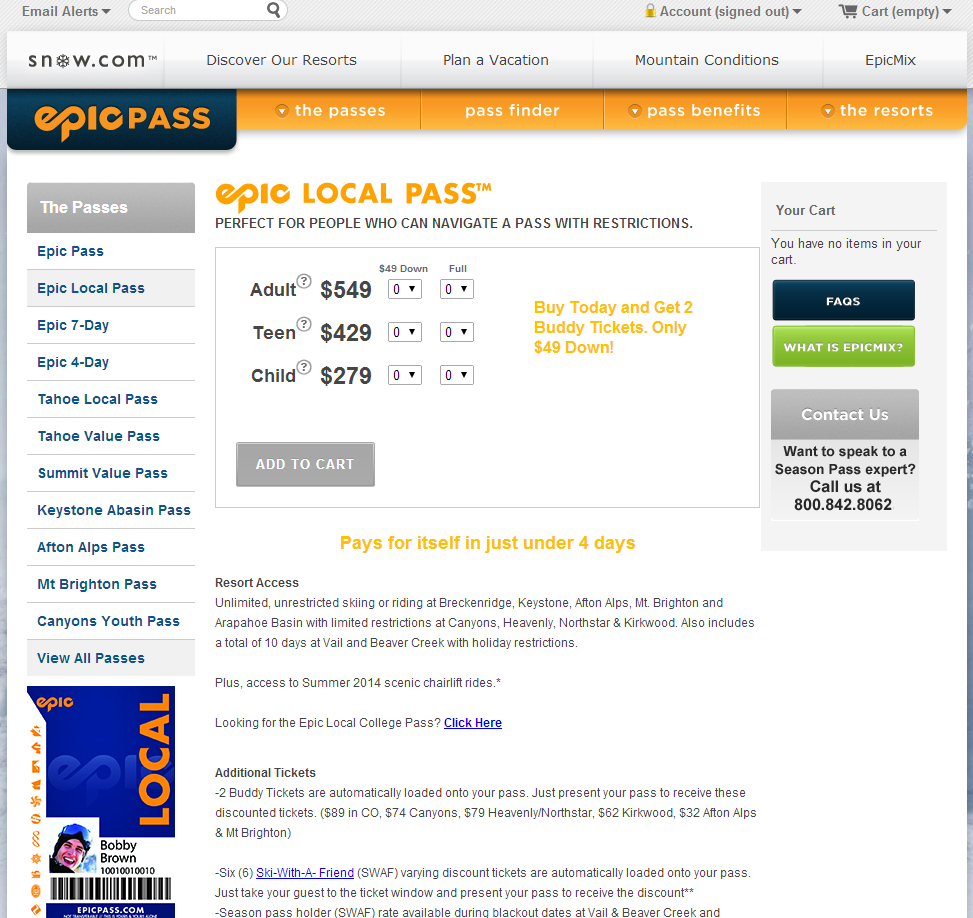 Email Alerts
Search
Account (signed out)
Cart (empty)
snow.com™
Discover Our Resorts
Plan a Vacation
Mountain Conditions
EpicMix
epic PASS
the passes
pass finder
pass benefits
the resorts
The Passes
Epic Pass
Epic Local Pass
Epic 7-Day
Epic 4-Day
Tahoe Local Pass
Tahoe Value Pass
Summit Value Pass
Keystone Abasin Pass
Afton Alps Pass
Mt Brighton Pass
Canyons Youth Pass
View All Passes
epic
LOCAL
epic
Bobby
Brown
10010010010
EPICPASS.COM
epic LOCAL PASS™
PERFECT FOR PEOPLE WHO CAN NAVIGATE A PASS WITH RESTRICTIONS.
$49 Down Full
Adult? $549 0 0
Teen? $429 0 0
Child? $279 0 0
Buy Today and Get 2
Buddy Tickets. Only
$49 Down!
ADD TO CART
Pays for itself in just under 4 days
Resort Access
Unlimited, unrestricted skiing or riding at Breckenridge, Keystone, Afton Alps, Mt. Brighton and
Arapahoe Basin with limited restrictions at Canyons, Heavenly, Northstar & Kirkwood. Also includes
a total of 10 days at Vail and Beaver Creek with holiday restrictions.
Plus, access to Summer 2014 scenic chairlift rides.*
Looking for the Epic Local College Pass? Click Here
Additional Tickets
-2 Buddy Tickets are automatically loaded onto your pass. Just present your pass to receive these
discounted tickets. ($89 in CO, $74 Canyons, $79 Heavenly/Northstar, $62 Kirkwood, $32 Afton Alps
& Mt Brighton)
-Six (6) Ski-With-A- Friend (SWAF) varying discount tickets are automatically loaded onto your pass.
Just take your guest to the ticket window and present your pass to receive the discount**
-Season pass holder (SWAF) rate available during blackout dates at Vail & Beaver Creek and
Your Cart
You have no items in your
cart.
FAQS
WHAT IS EPICMIX?
Contact Us
Want to speak to a
Season Pass expert?
Call us at
800.842.8062